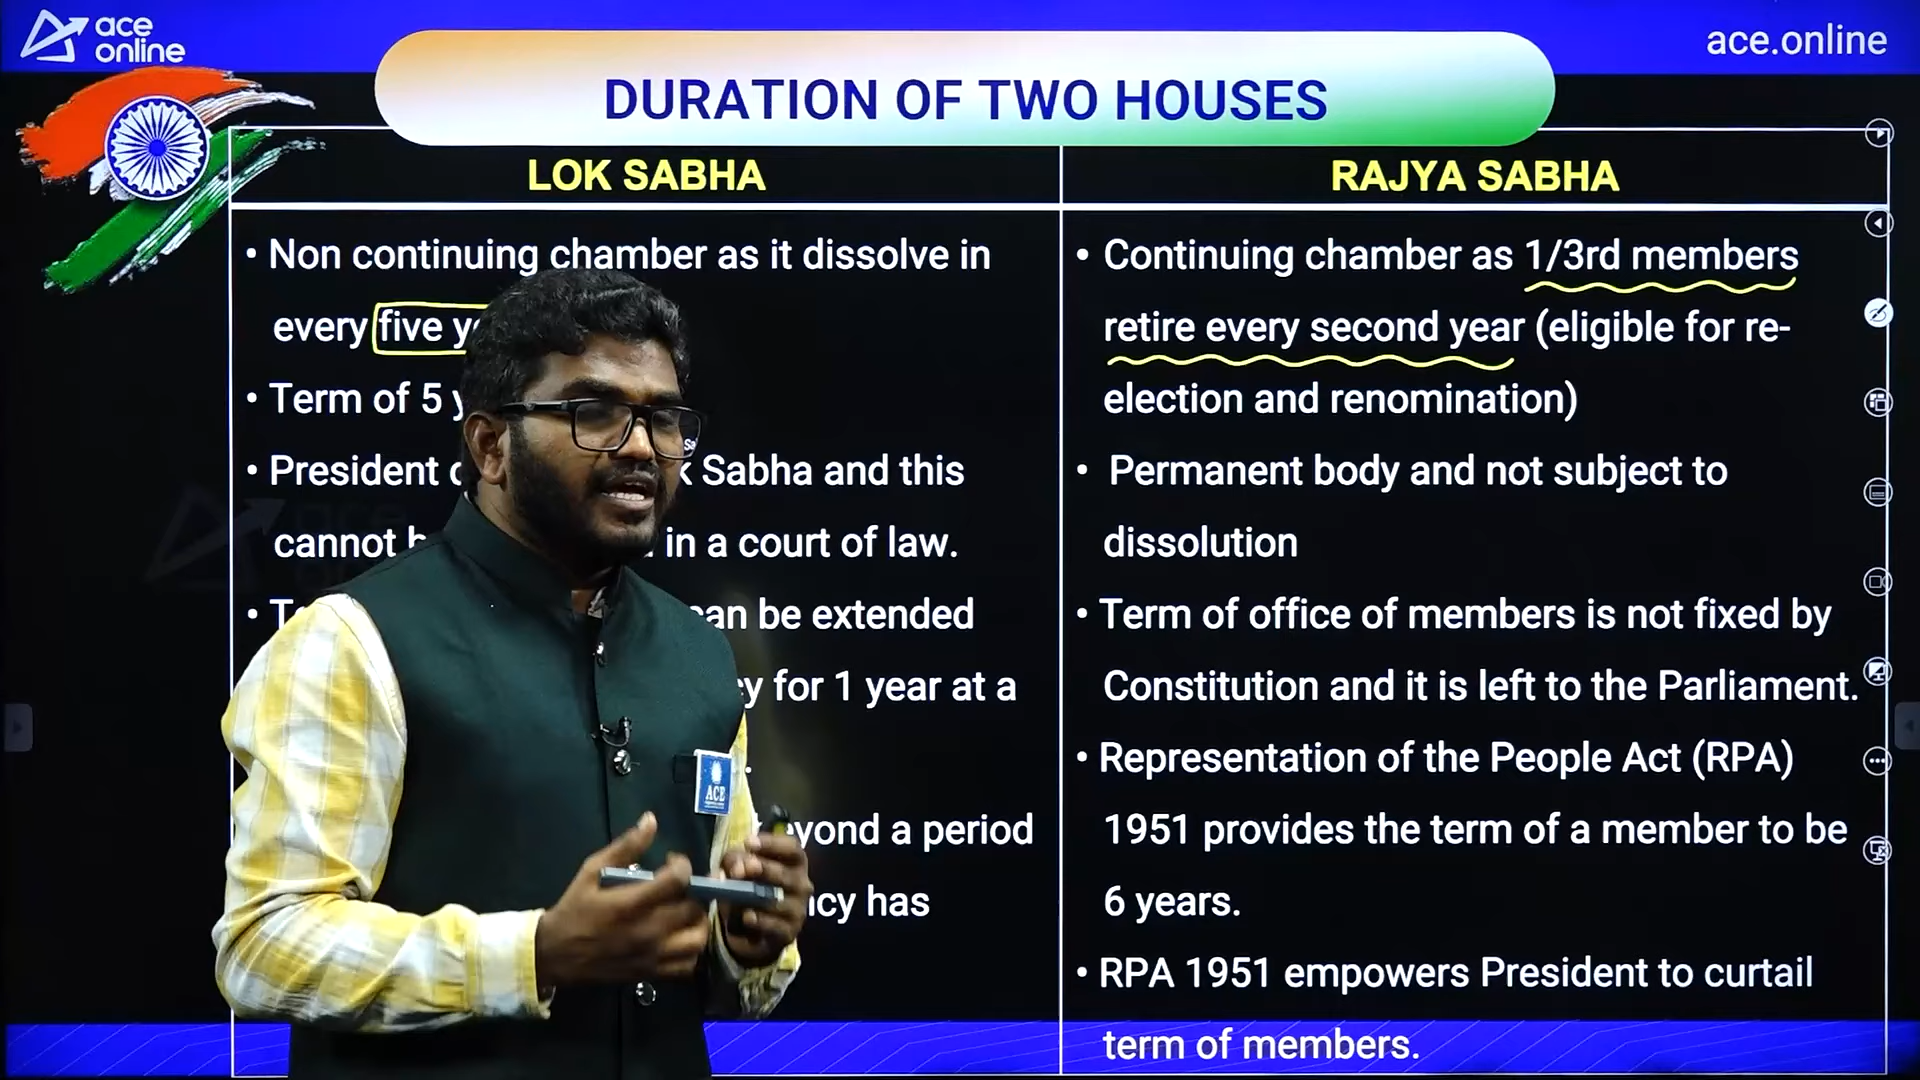 ace
online
ace.online
DURATION OF TWO HOUSES
LOK SABHA
• Non continuing chamber as it dissolve in
every five
• Term of 5
• President
k Sabha and this
cannot
in a court of law.
an be extended
cy for 1 year at a
eyond a period
ncy has
RAJYA SABHA
• Continuing chamber as 1/3rd members
retire every second year (eligible for re-
election and renomination)
• Permanent body and not subject to
dissolution
• Term of office of members is not fixed by
Constitution and it is left to the Parliament.
• Representation of the People Act (RPA)
1951 provides the term of a member to be
6 years.
• RPA 1951 empowers President to curtail
term of members.
ACE